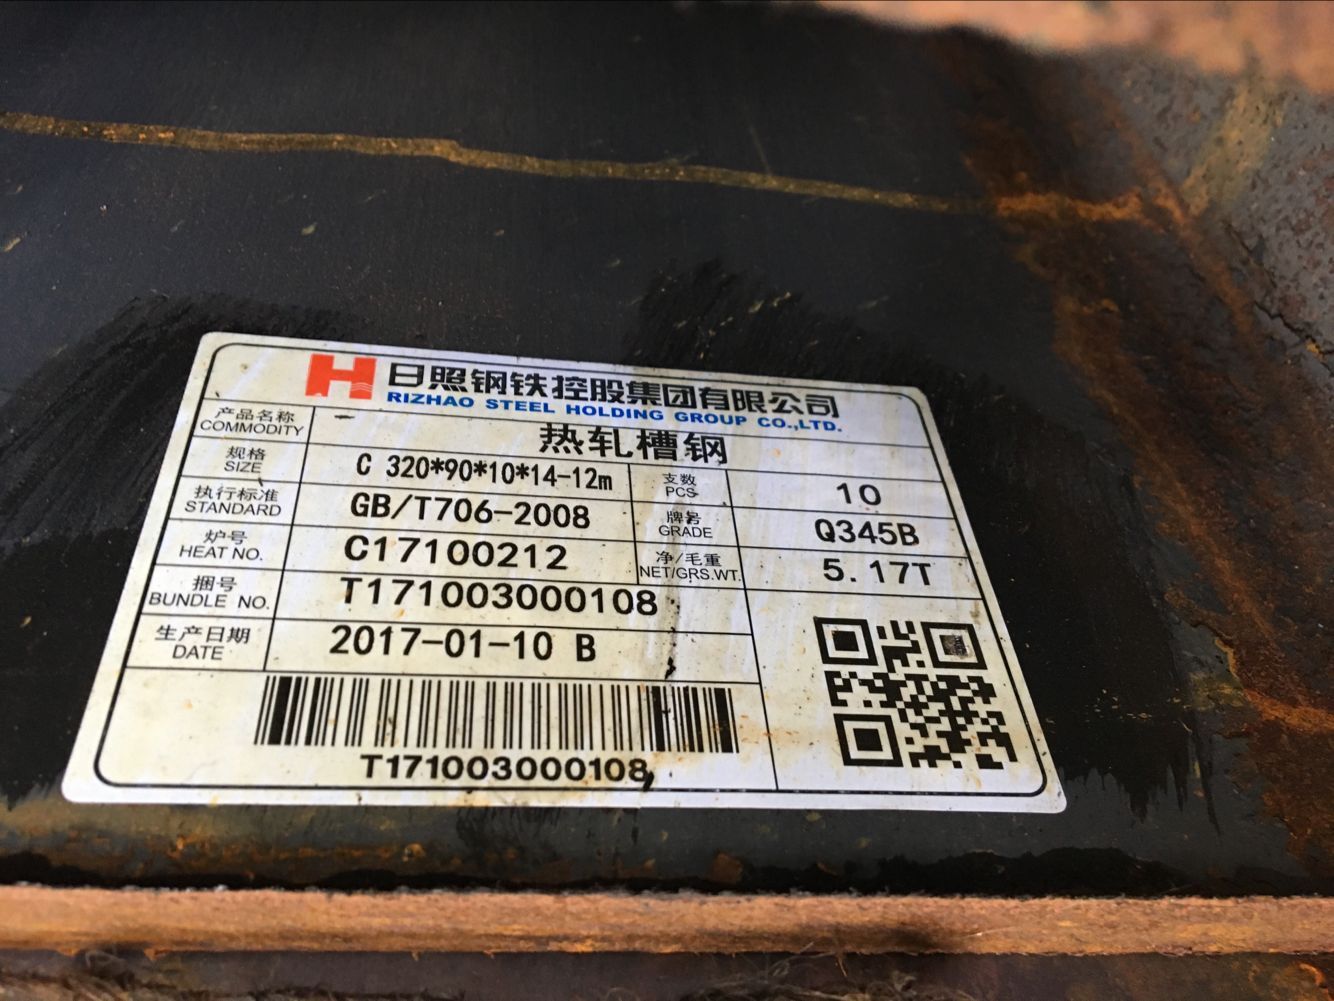 日照钢铁控股集团有限公司
RIZHAO STEEL HOLDING GROUP CO.,LTD.
产品名称
COMMODITY
热轧槽钢
规格
SIZE
C 320*90*10*14-12m
支数
PCS
10
执行标准
STANDARD
GB/T706-2008
牌号
GRADE
Q345B
炉号
HEAT NO.
C17100212
净/毛重
NET/GRS.WT.
5.17T
捆号
BUNDLE NO.
T171003000108
生产日期
DATE
2017-01-10 B
T171003000108